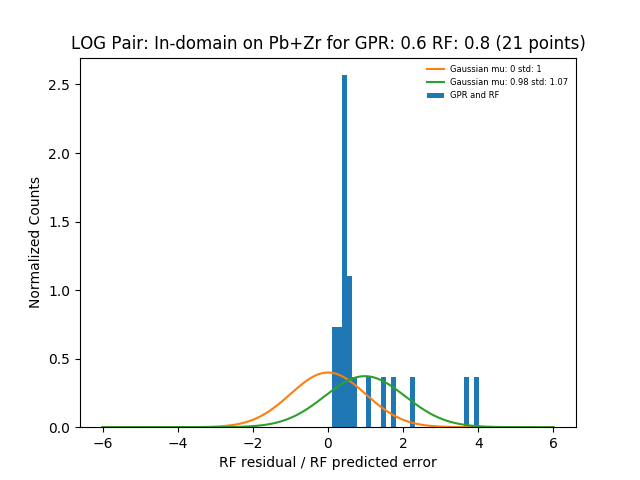 LOG Pair: In-domain on Pb+Zr for GPR: 0.6 RF: 0.8 (21 points)
Gaussian mu: 0 std: 1
Gaussian mu: 0.98 std: 1.07
GPR and RF
Normalized Counts
2.5
2.0
1.5
1.0
0.5
0.0
−6
−4
−2
0
2
4
6
RF residual / RF predicted error